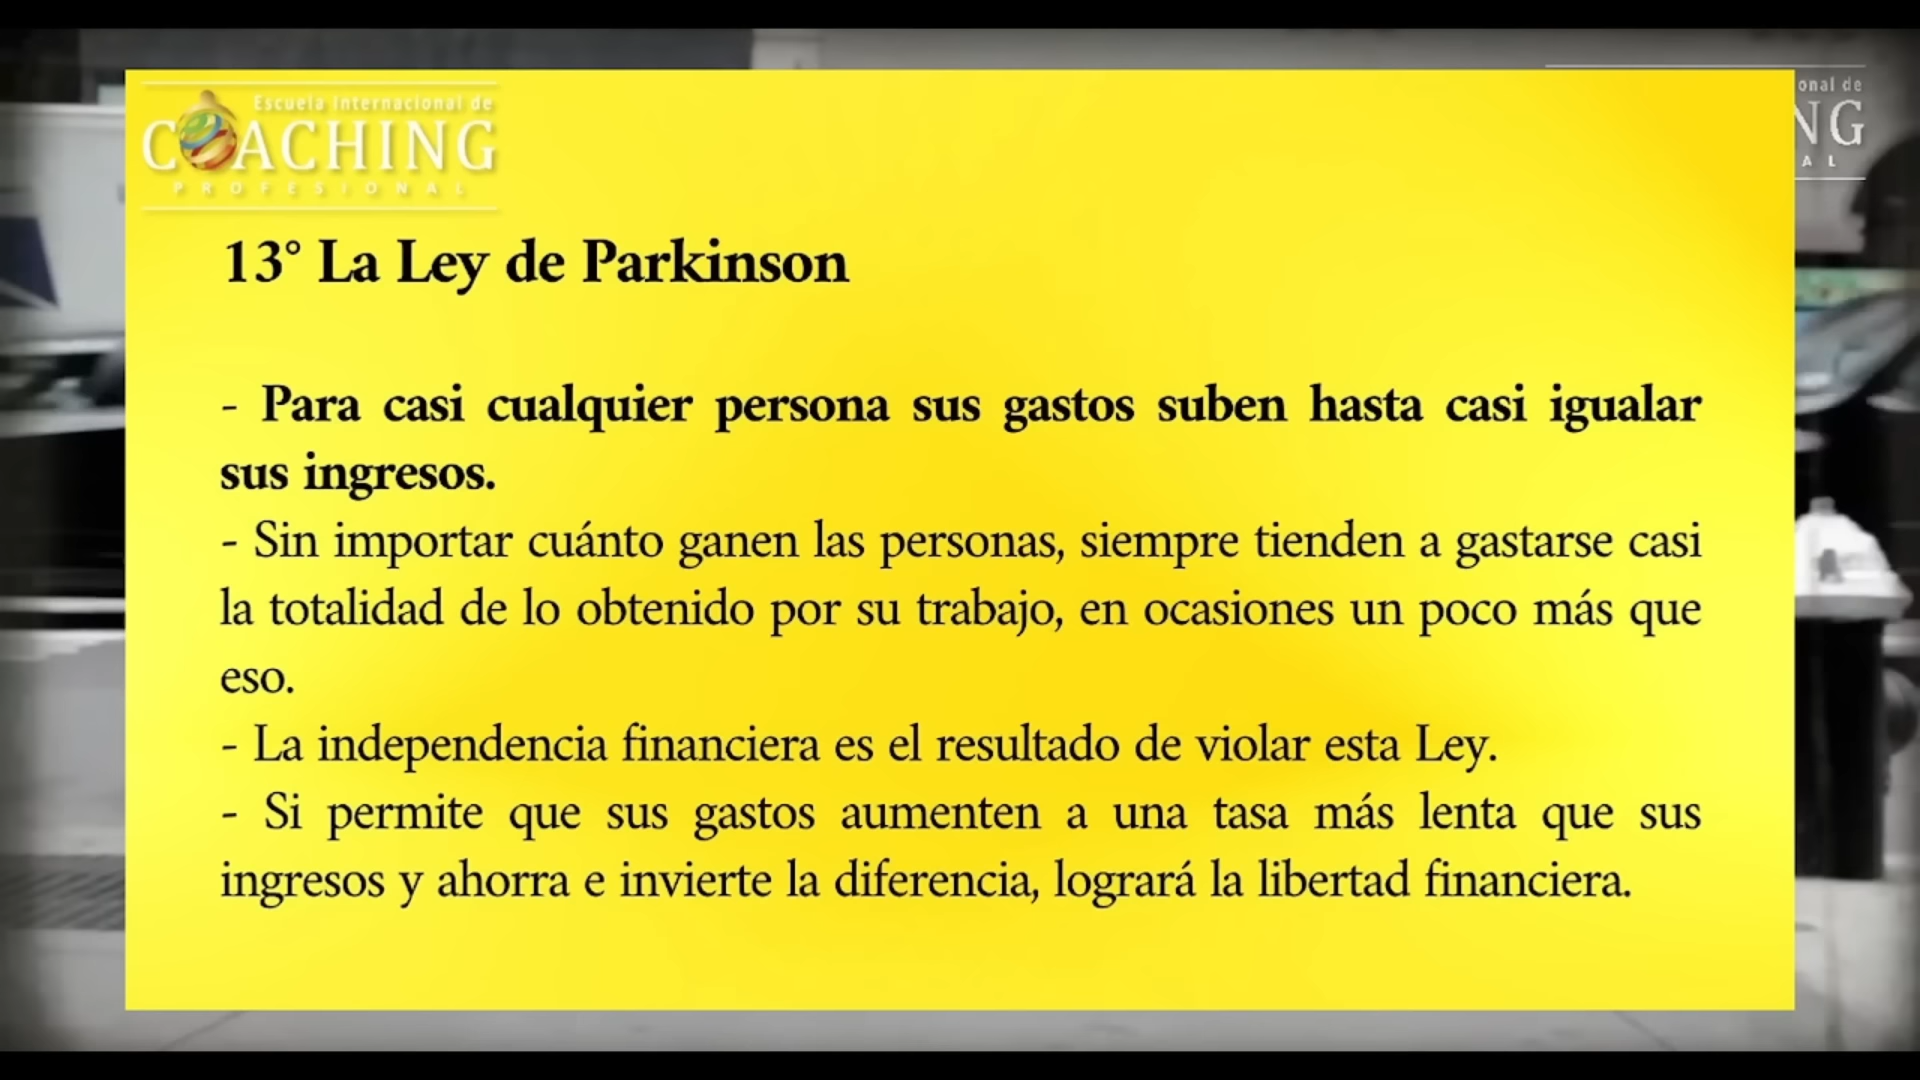 Escuela Internacional de
COACHING
PROFESIONAL
onal de
NG
AL
13° La Ley de Parkinson
- Para casi cualquier persona sus gastos suben hasta casi igualar
sus ingresos.
- Sin importar cuánto ganen las personas, siempre tienden a gastarse casi
la totalidad de lo obtenido por su trabajo, en ocasiones un poco más que
eso.
- La independencia financiera es el resultado de violar esta Ley.
- Si permite que sus gastos aumenten a una tasa más lenta que sus
ingresos y ahorra e invierte la diferencia, logrará la libertad financiera.